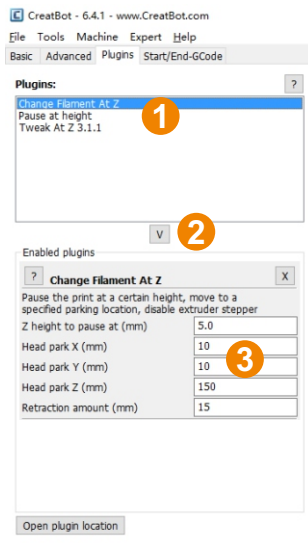 CreatBot - 6.4.1 - www.CreatBot.com
File Tools Machine Expert Help
Basic Advanced Plugins Start/End-GCode
Plugins: ?
Change Filament At Z
Pause at height
Tweak At Z 3.1.1
1
V 2
Enabled plugins
? Change Filament At Z X
Pause the print at a certain height, move to a
specified parking location, disable extruder stepper
Z height to pause at (mm) 5.0
Head park X (mm) 10
Head park Y (mm) 10
3
Head park Z (mm) 150
Retraction amount (mm) 15
Open plugin location